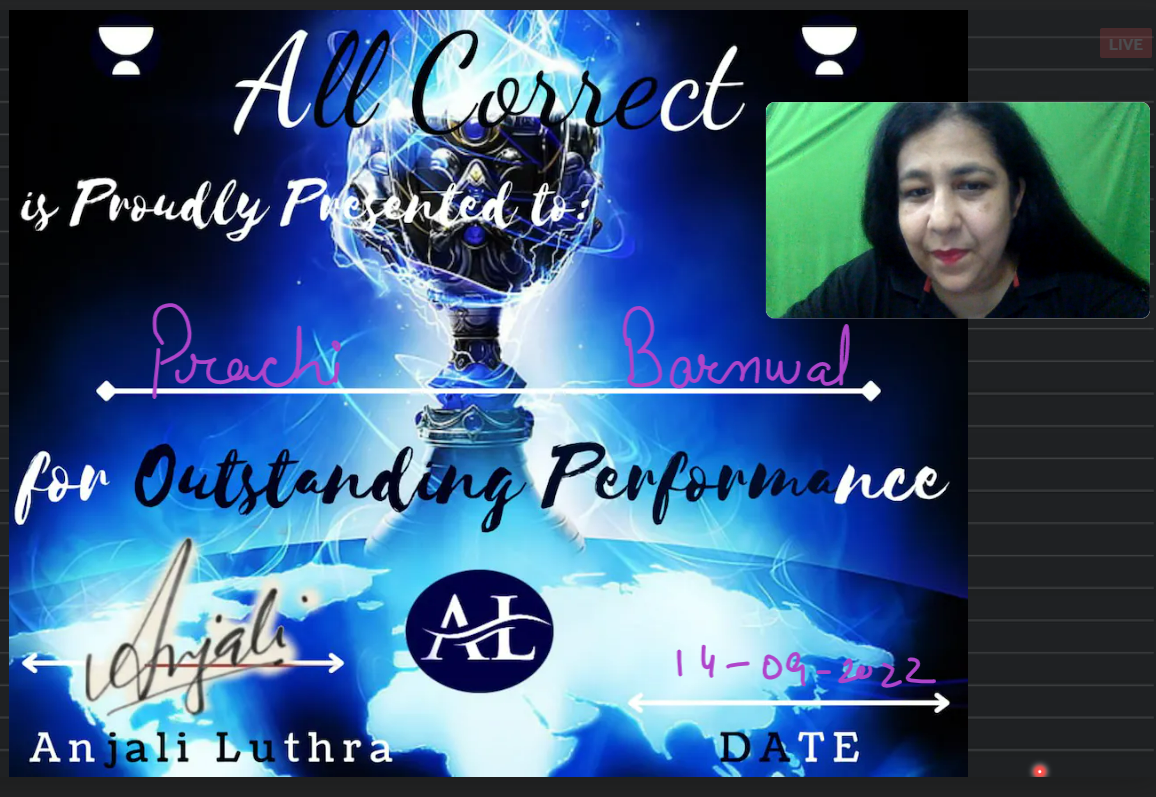 LIVE
All Correct
is Proudly Presented to:
Prachi Barnwal
for Outstanding Performance
Anjali
AL
14-09-2022
Anjali Luthra
DATE